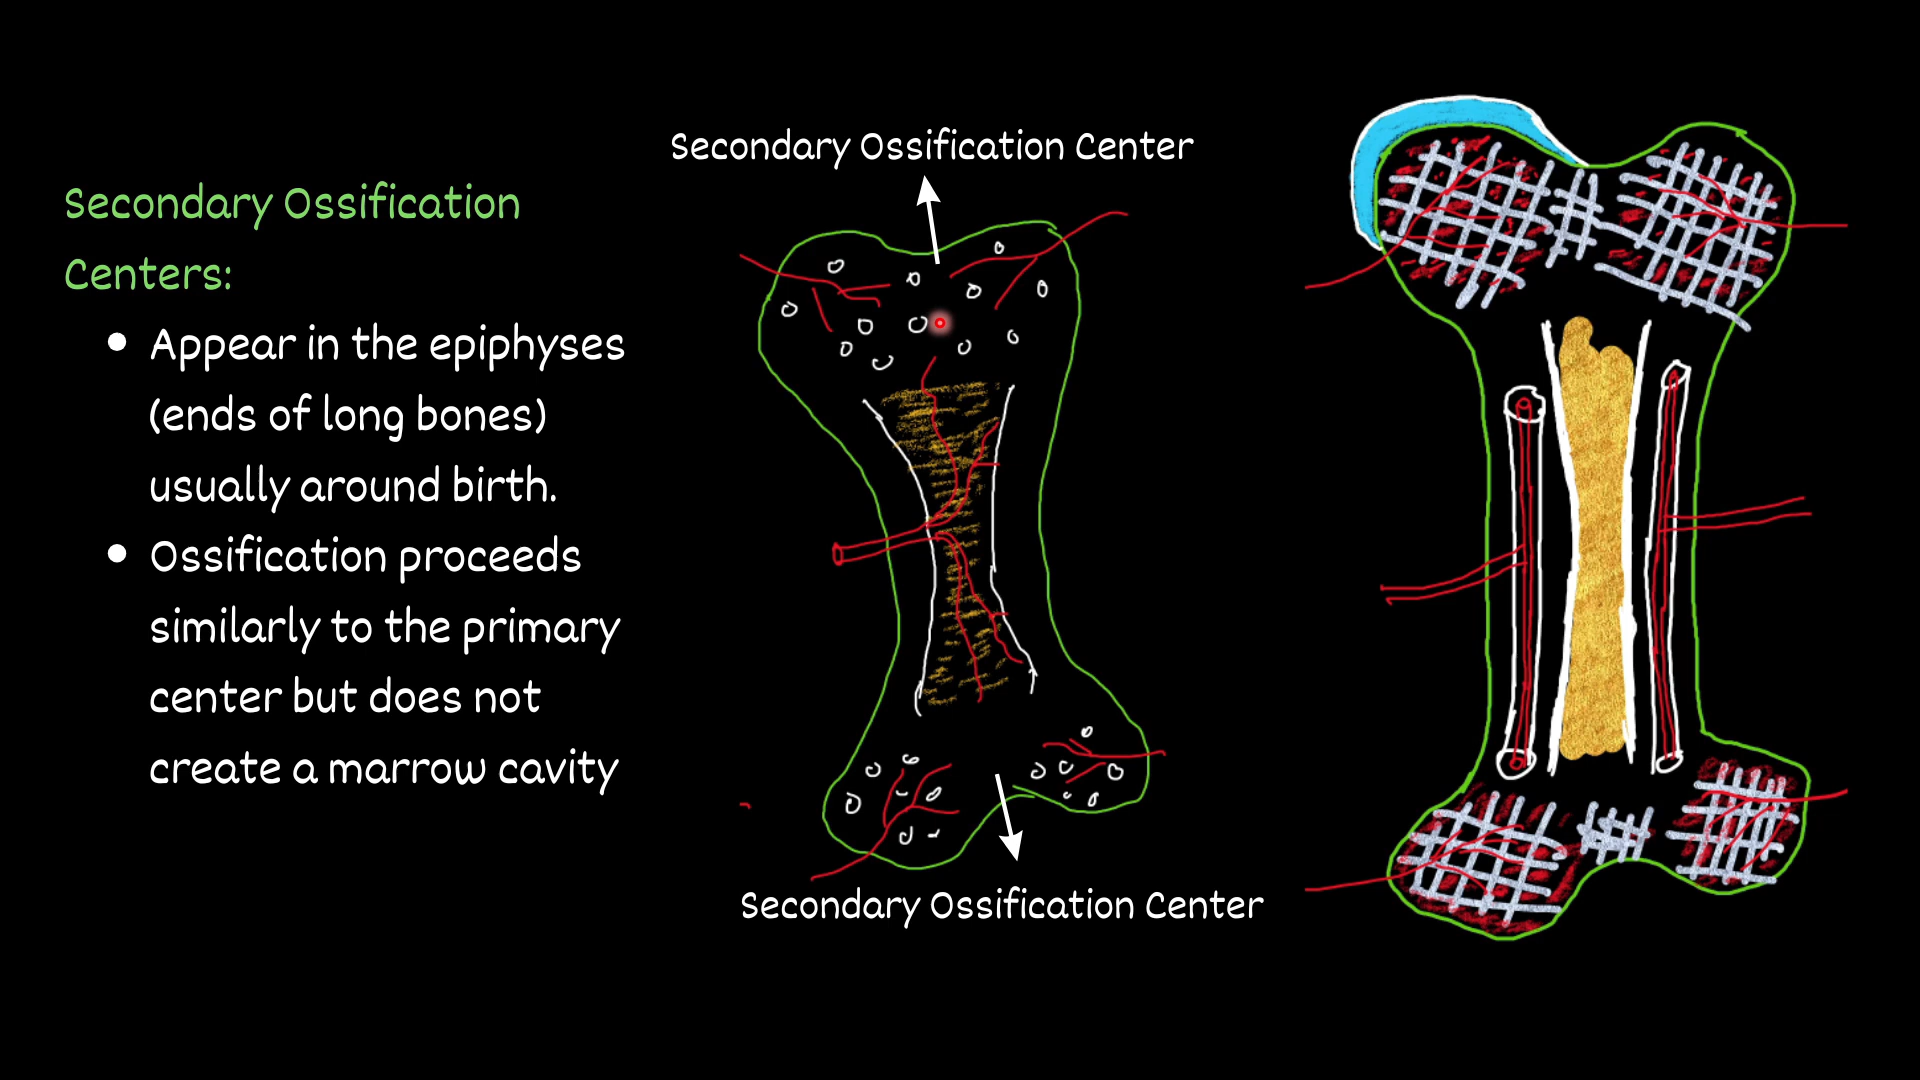 Secondary Ossification
Centers:
• Appear in the epiphyses
(ends of long bones)
usually around birth.
• Ossification proceeds
similarly to the primary
center but does not
create a marrow cavity
Secondary Ossification Center
Secondary Ossification Center